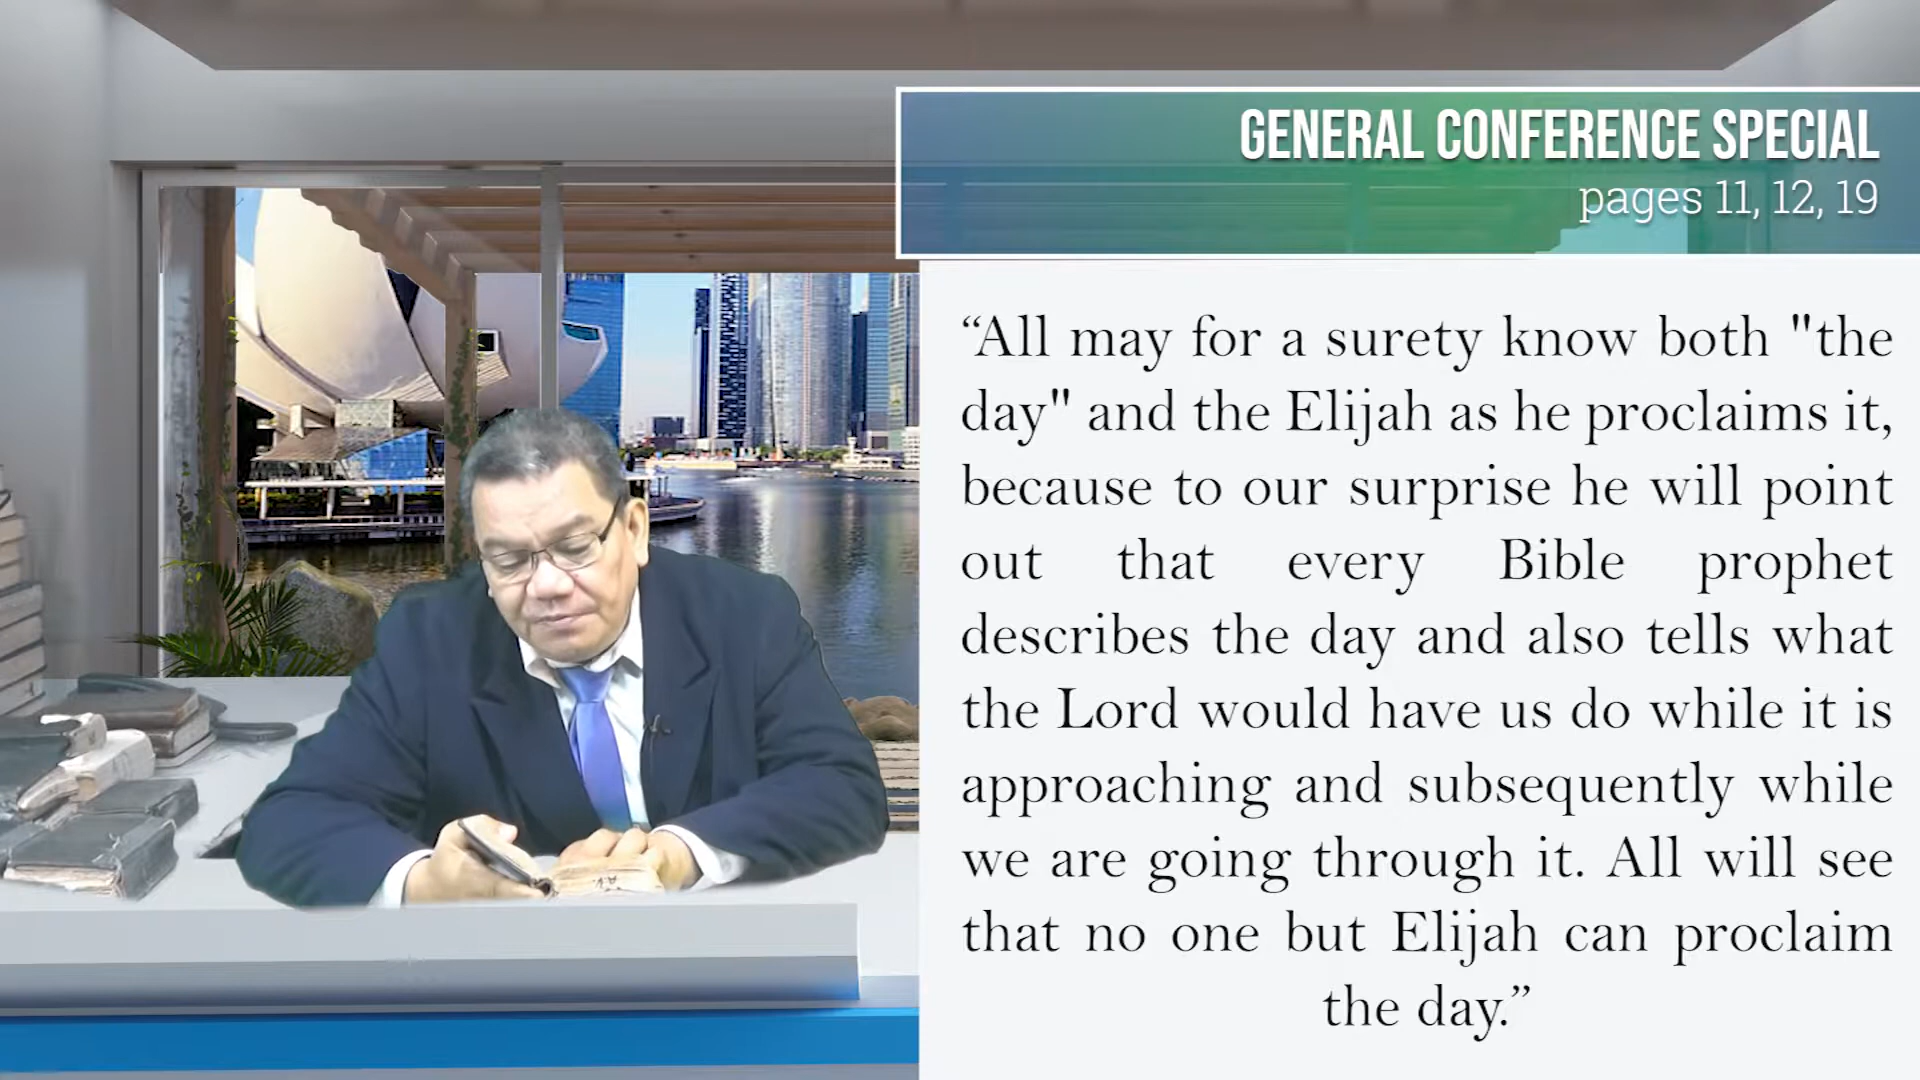 GENERAL CONFERENCE SPECIAL
pages 11, 12, 19
“All may for a surety know both "the
day" and the Elijah as he proclaims it,
because to our surprise he will point
out that every Bible prophet
describes the day and also tells what
the Lord would have us do while it is
approaching and subsequently while
we are going through it. All will see
that no one but Elijah can proclaim
the day.”